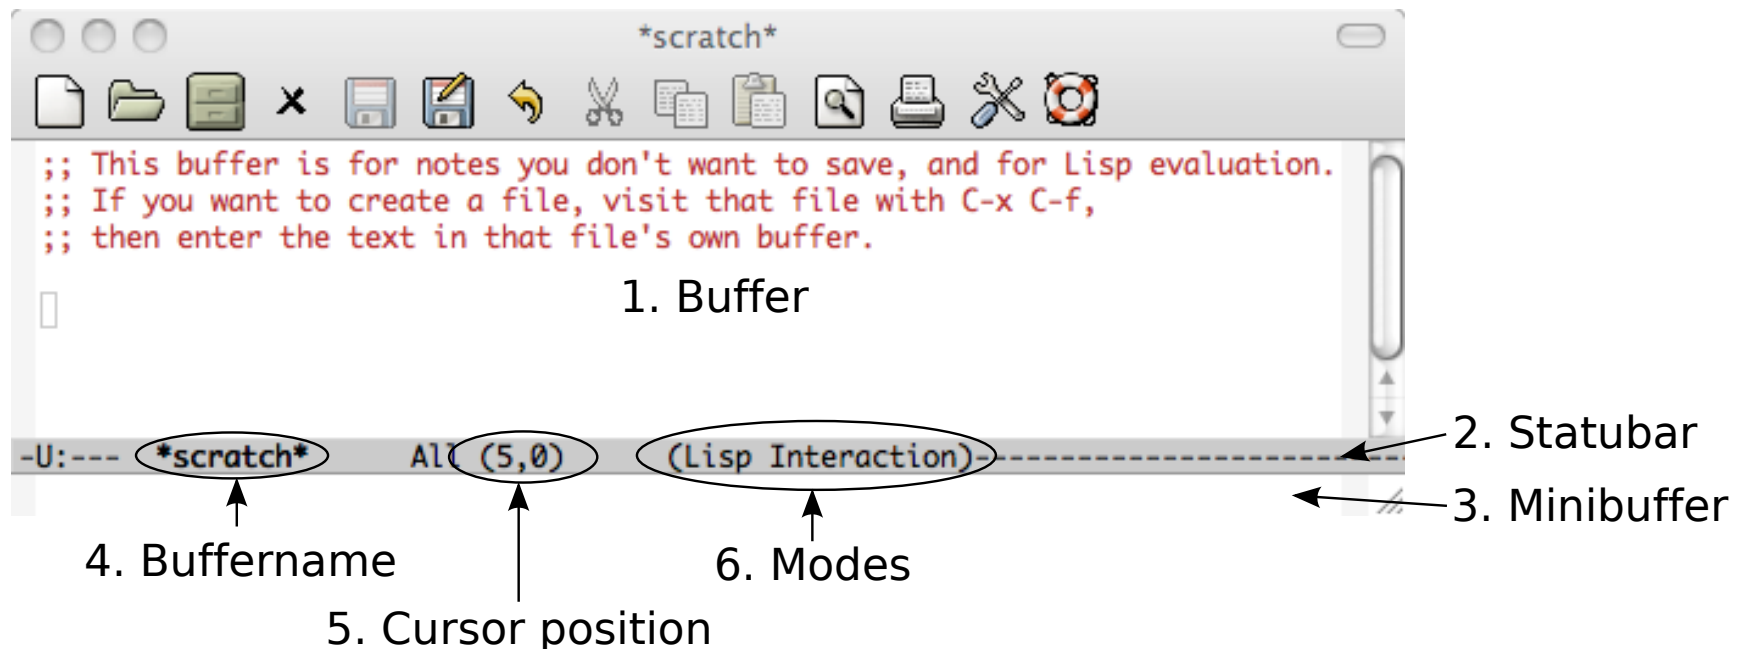 *scratch*
;; This buffer is for notes you don't want to save, and for Lisp evaluation.
;; If you want to create a file, visit that file with C-x C-f,
;; then enter the text in that file's own buffer.
1. Buffer
-U:--- *scratch* All (5,0) (Lisp Interaction)------------------------------
2. Statubar
3. Minibuffer
4. Buffername
6. Modes
5. Cursor position